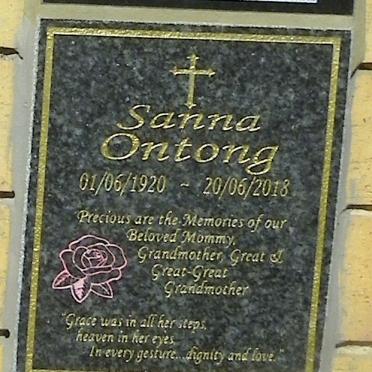 Sanna
Ontong
01/06/1920 ~ 20/06/2018
Precious are the Memories of our
Beloved Mommy,
Grandmother, Great &
Great-Great
Grandmother
"Grace was in all her steps,
heaven in her eyes.
In every gesture...dignity and love."